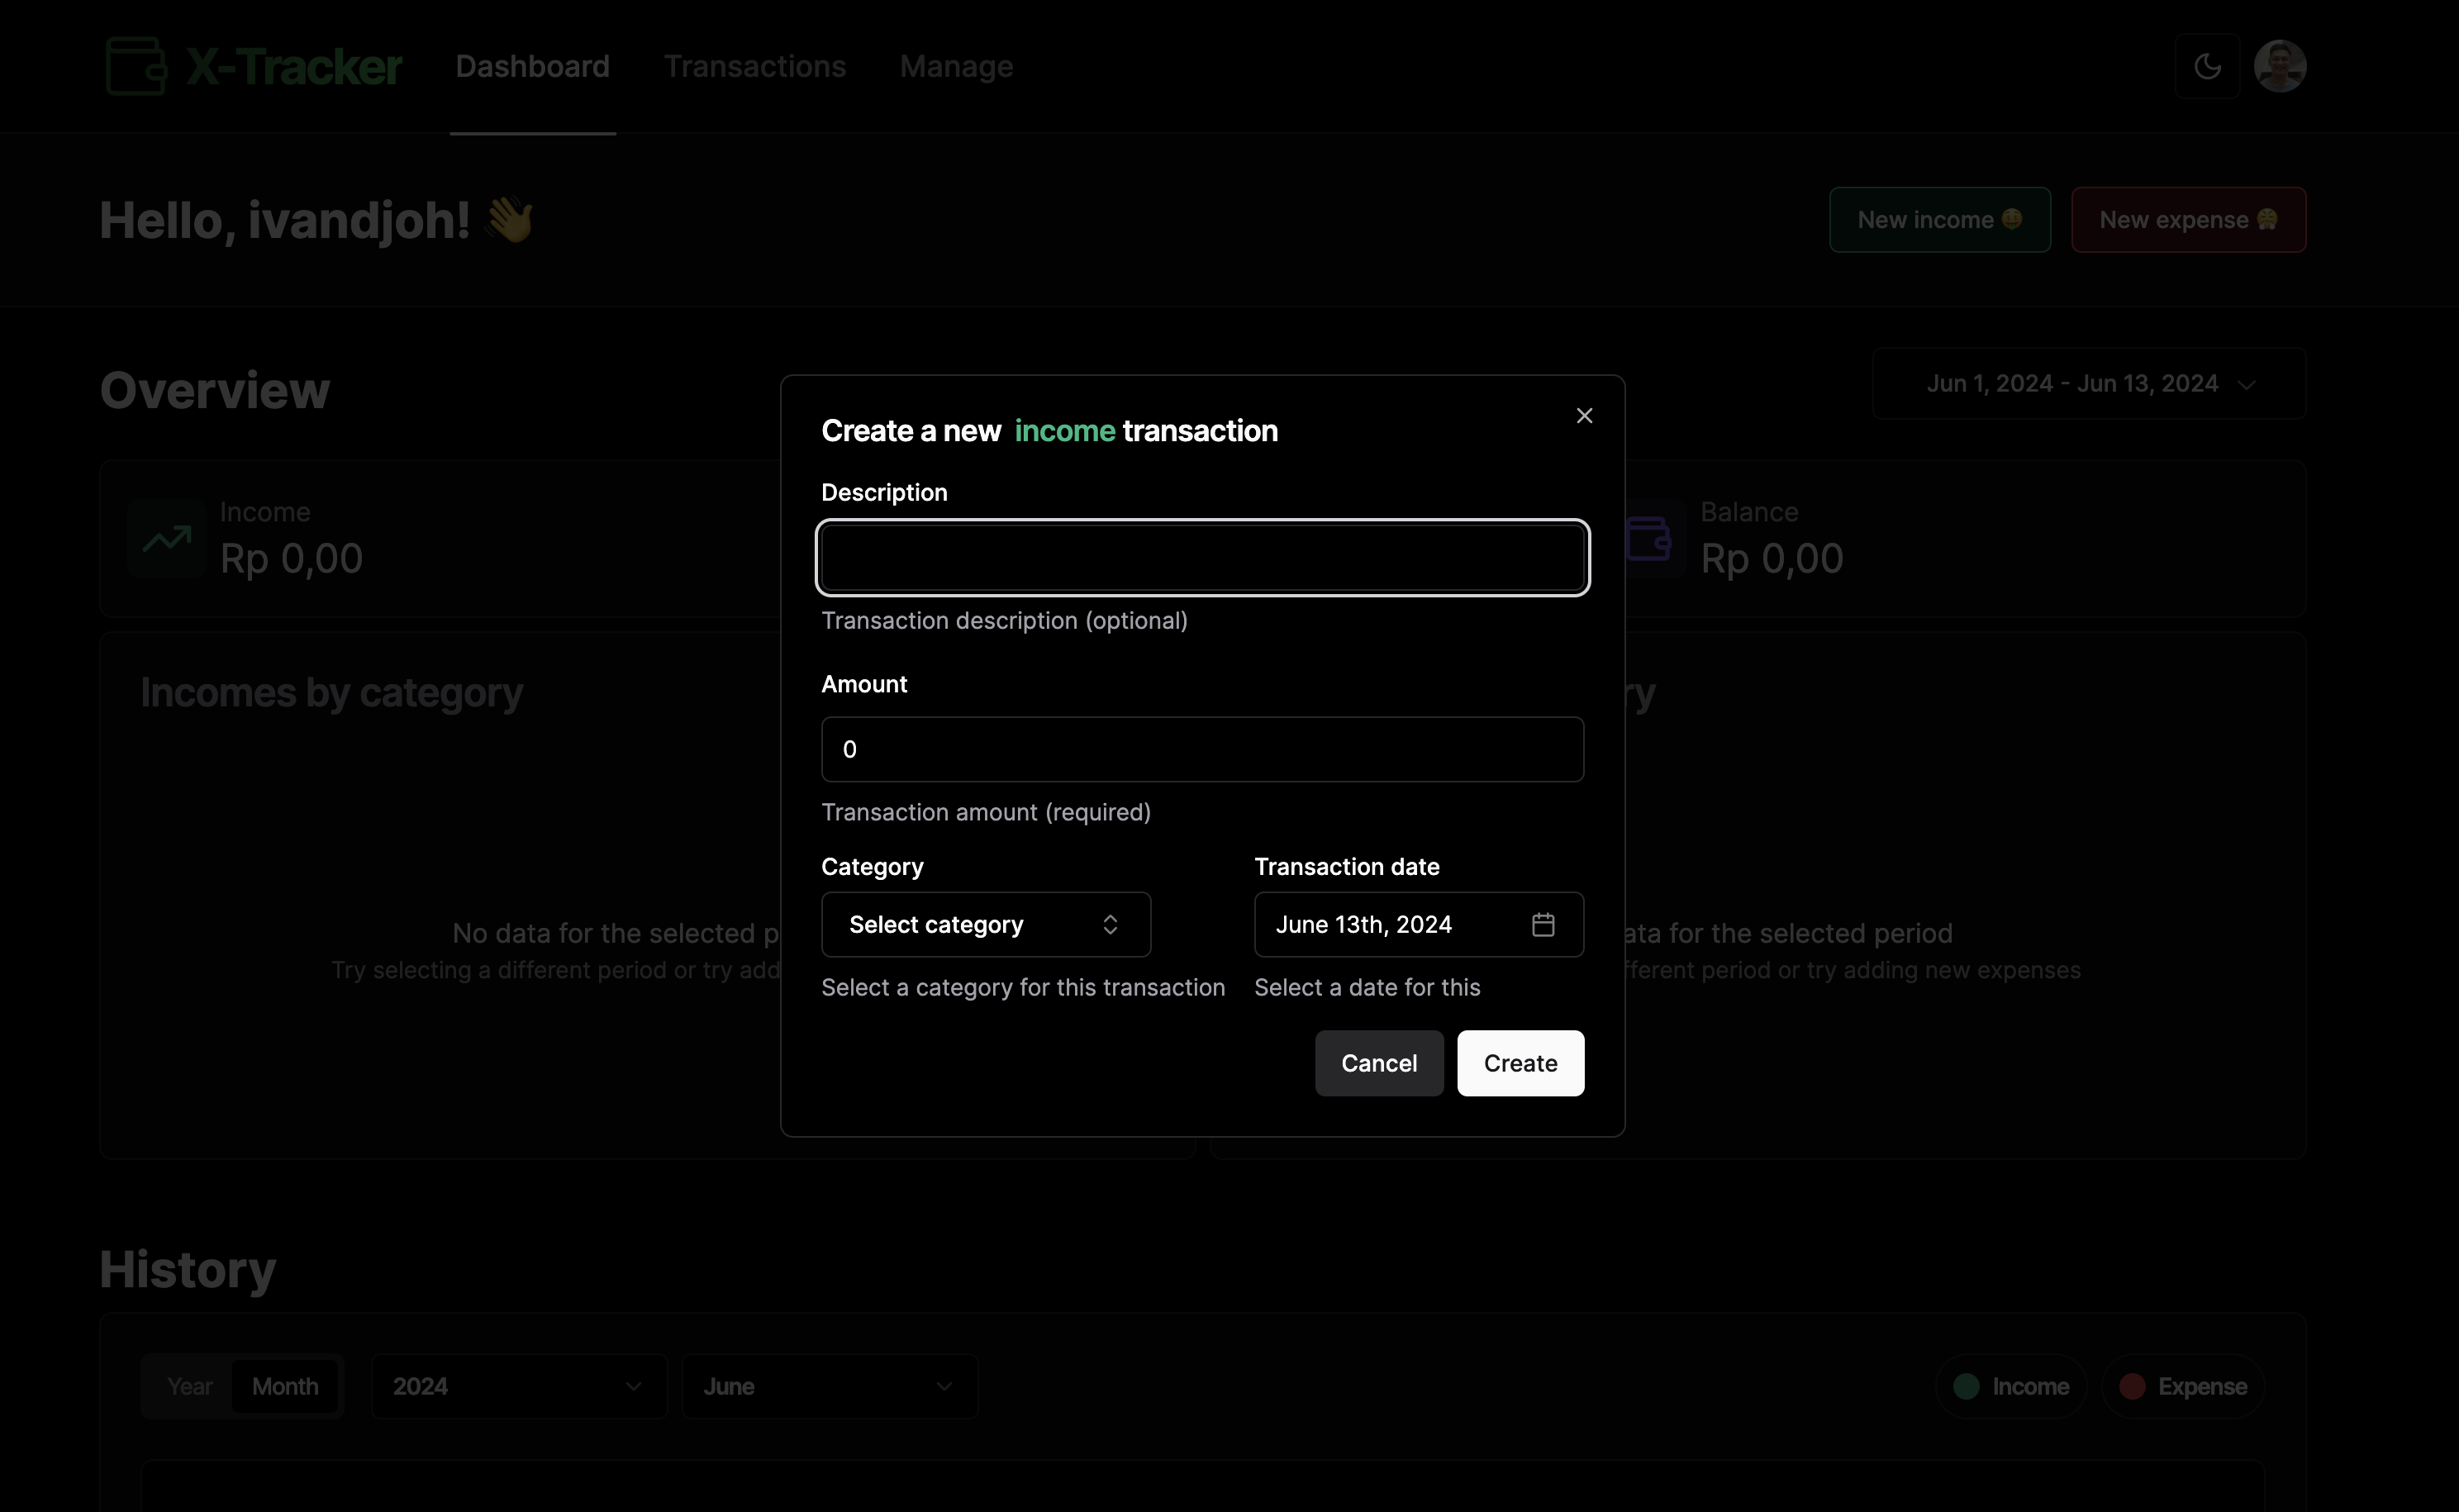 X-Tracker Dashboard Transactions Manage
Hello, ivandjoh! 👋
New income 🤑 New expense 😤
Overview
Jun 1, 2024 - Jun 13, 2024
Income
Rp 0,00
Balance
Rp 0,00
Incomes by category
ry
No data for the selected p
Try selecting a different period or try add
ata for the selected period
fferent period or try adding new expenses
Create a new income transaction
Description
Transaction description (optional)
Amount
0
Transaction amount (required)
Category Transaction date
Select category June 13th, 2024
Select a category for this transaction Select a date for this
Cancel Create
History
Year Month 2024 June Income Expense